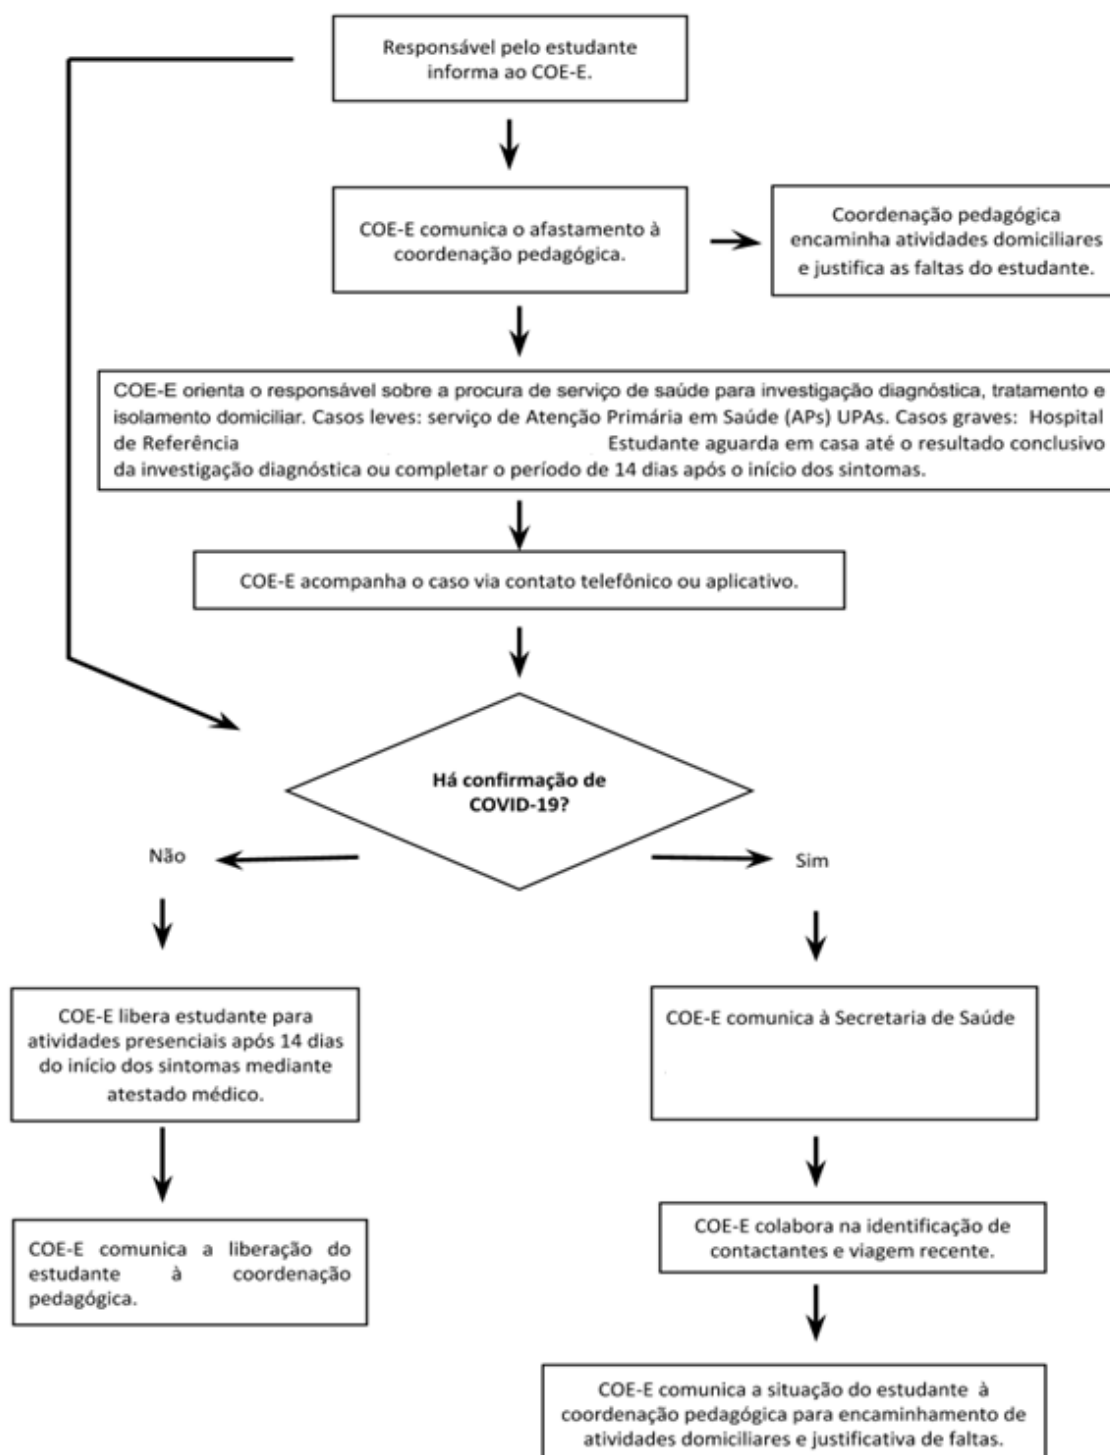 Responsável pelo estudante
informa ao COE-E.
COE-E comunica o afastamento à
coordenação pedagógica.
Coordenação pedagógica
encaminha atividades domiciliares
e justifica as faltas do estudante.
COE-E orienta o responsável sobre a procura de serviço de saúde para investigação diagnóstica, tratamento e
isolamento domiciliar. Casos leves: serviço de Atenção Primária em Saúde (APs) UPAs. Casos graves: Hospital
de Referência Estudante aguarda em casa até o resultado conclusivo
da investigação diagnóstica ou completar o período de 14 dias após o início dos sintomas.
COE-E acompanha o caso via contato telefônico ou aplicativo.
Há confirmação de
COVID-19?
Não
Sim
COE-E libera estudante para
atividades presenciais após 14 dias
do início dos sintomas mediante
atestado médico.
COE-E comunica à Secretaria de Saúde
COE-E comunica a liberação do
estudante à coordenação
pedagógica.
COE-E colabora na identificação de
contactantes e viagem recente.
COE-E comunica a situação do estudante à
coordenação pedagógica para encaminhamento de
atividades domiciliares e justificativa de faltas.